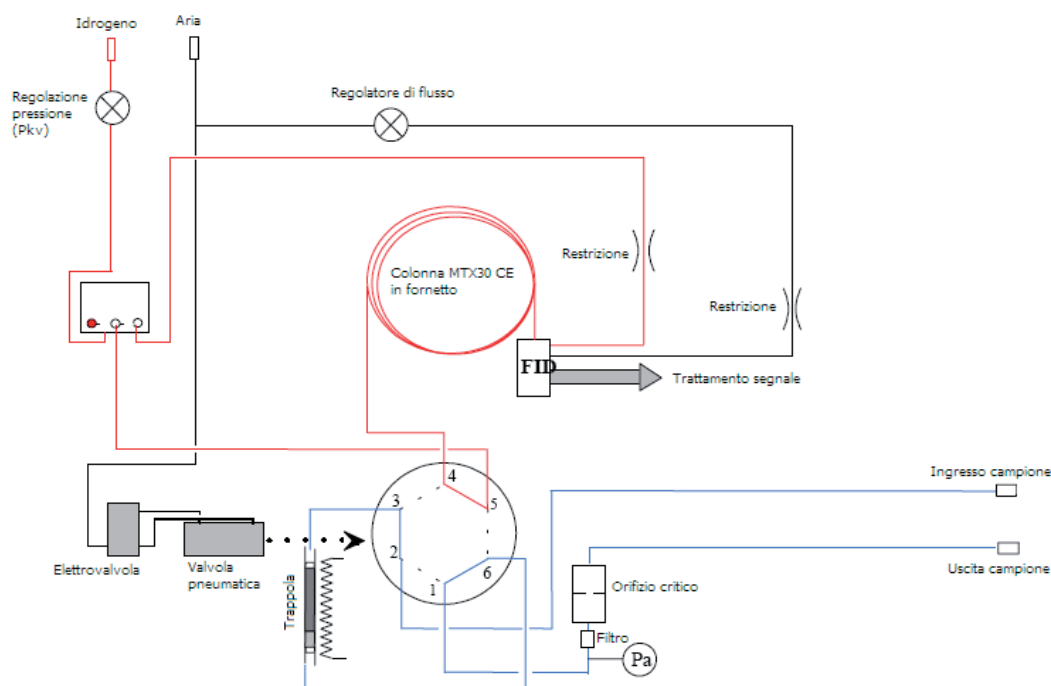 Idrogeno
Aria
Regolazione
pressione
(Pkv)
Regolatore di flusso
Restrizione
Colonna MTX30 CE
in fornetto
Restrizione
FID
Trattamento segnale
4
3
5
2
6
1
Ingresso campione
Elettrovalvola
Valvola
pneumatica
Trappola
Orifizio critico
Uscita campione
Filtro
Pa